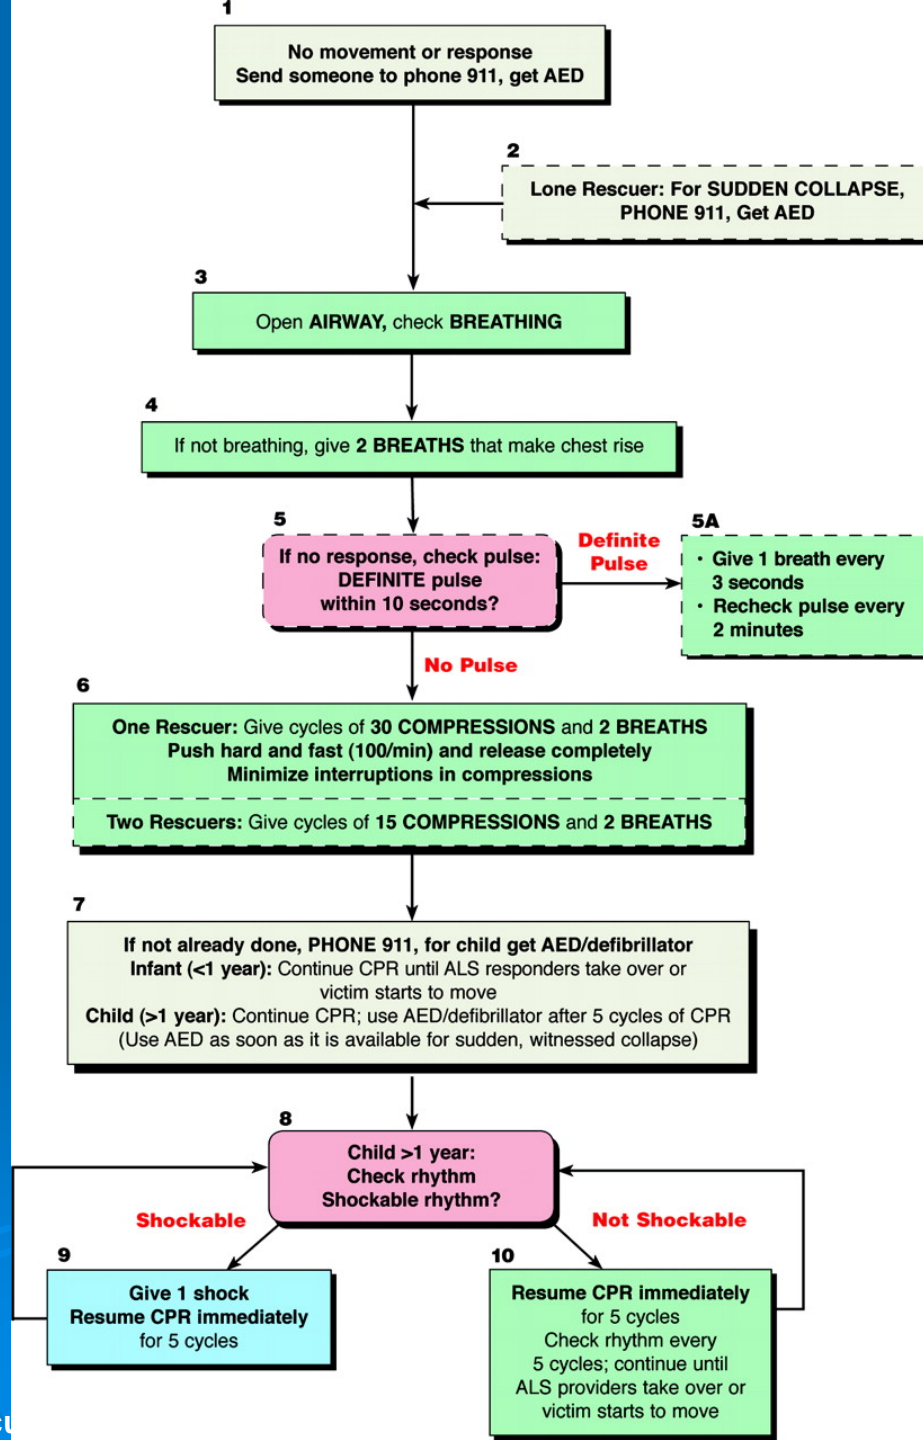 1
No movement or response
Send someone to phone 911, get AED
2
Lone Rescuer: For SUDDEN COLLAPSE,
PHONE 911, Get AED
3
Open AIRWAY, check BREATHING
4
If not breathing, give 2 BREATHS that make chest rise
5
If no response, check pulse:
DEFINITE pulse
within 10 seconds?
Definite
Pulse
5A
• Give 1 breath every
3 seconds
• Recheck pulse every
2 minutes
No Pulse
6
One Rescuer: Give cycles of 30 COMPRESSIONS and 2 BREATHS
Push hard and fast (100/min) and release completely
Minimize interruptions in compressions
Two Rescuers: Give cycles of 15 COMPRESSIONS and 2 BREATHS
7
If not already done, PHONE 911, for child get AED/defibrillator
Infant (<1 year): Continue CPR until ALS responders take over or
victim starts to move
Child (>1 year): Continue CPR; use AED/defibrillator after 5 cycles of CPR
(Use AED as soon as it is available for sudden, witnessed collapse)
8
Child >1 year:
Check rhythm
Shockable rhythm?
Shockable
Not Shockable
9
Give 1 shock
Resume CPR immediately
for 5 cycles
10
Resume CPR immediately
for 5 cycles
Check rhythm every
5 cycles; continue until
ALS providers take over or
victim starts to move